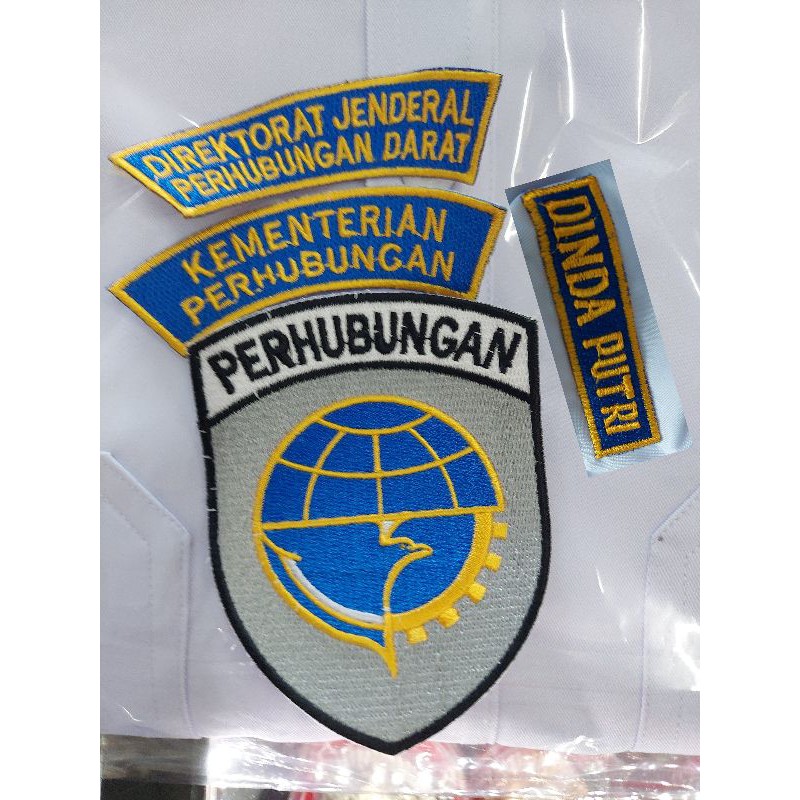 DIREKTORAT JENDERAL
PERHUBUNGAN DARAT
KEMENTERIAN
PERHUBUNGAN
PERHUBUNGAN
DINDA PUTRI